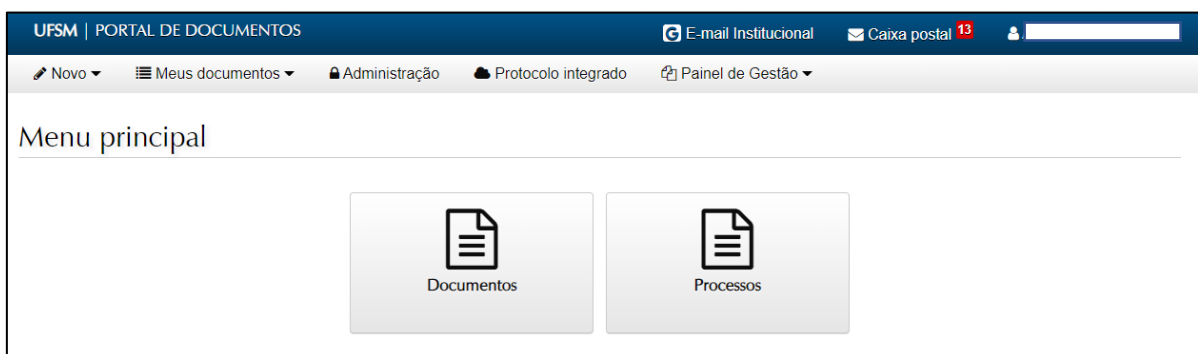 UFSM | PORTAL DE DOCUMENTOS E-mail Institucional Caixa postal 13
Novo Meus documentos Administração Protocolo integrado Painel de Gestão
Menu principal
Documentos Processos